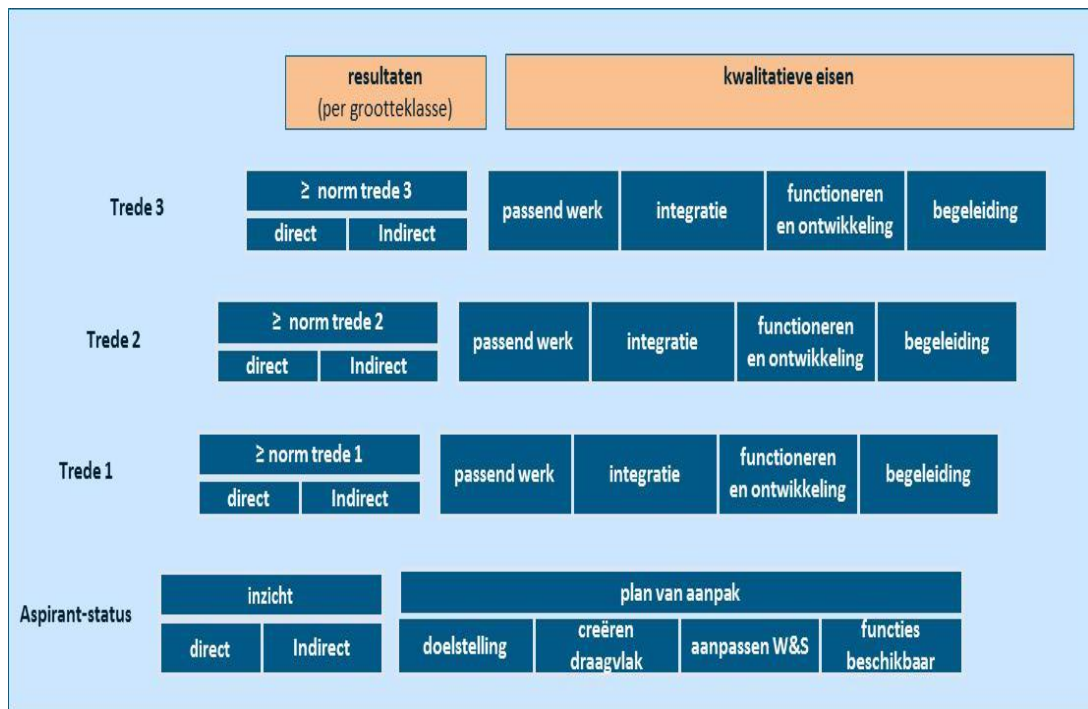 resultaten
(per grootteklasse)
kwalitatieve eisen
Trede 3
≥ norm trede 3
direct
Indirect
passend werk
integratie
functioneren
en ontwikkeling
begeleiding
Trede 2
≥ norm trede 2
direct
Indirect
passend werk
integratie
functioneren
en ontwikkeling
begeleiding
Trede 1
≥ norm trede 1
direct
Indirect
passend werk
integratie
functioneren
en ontwikkeling
begeleiding
Aspirant-status
inzicht
direct
Indirect
plan van aanpak
doelstelling
creëren
draagvlak
aanpassen W&S
functies
beschikbaar